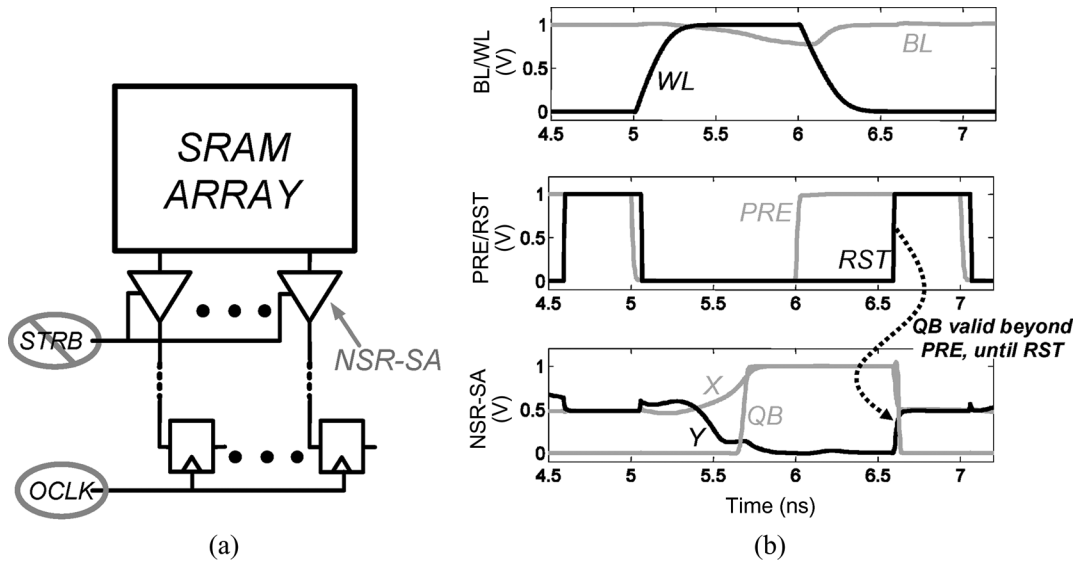 SRAM
ARRAY
STRB
NSR-SA
OCLK
(a)
BL/WL
(V)
1
0.5
0
WL
BL
4.5 5 5.5 6 6.5 7
PRE/RST
(V)
1
0.5
0
PRE
RST
4.5 5 5.5 6 6.5 7
QB valid beyond
PRE, until RST
NSR-SA
(V)
1
0.5
0
X
Y
QB
4.5 5 5.5 6 6.5 7
Time (ns)
(b)